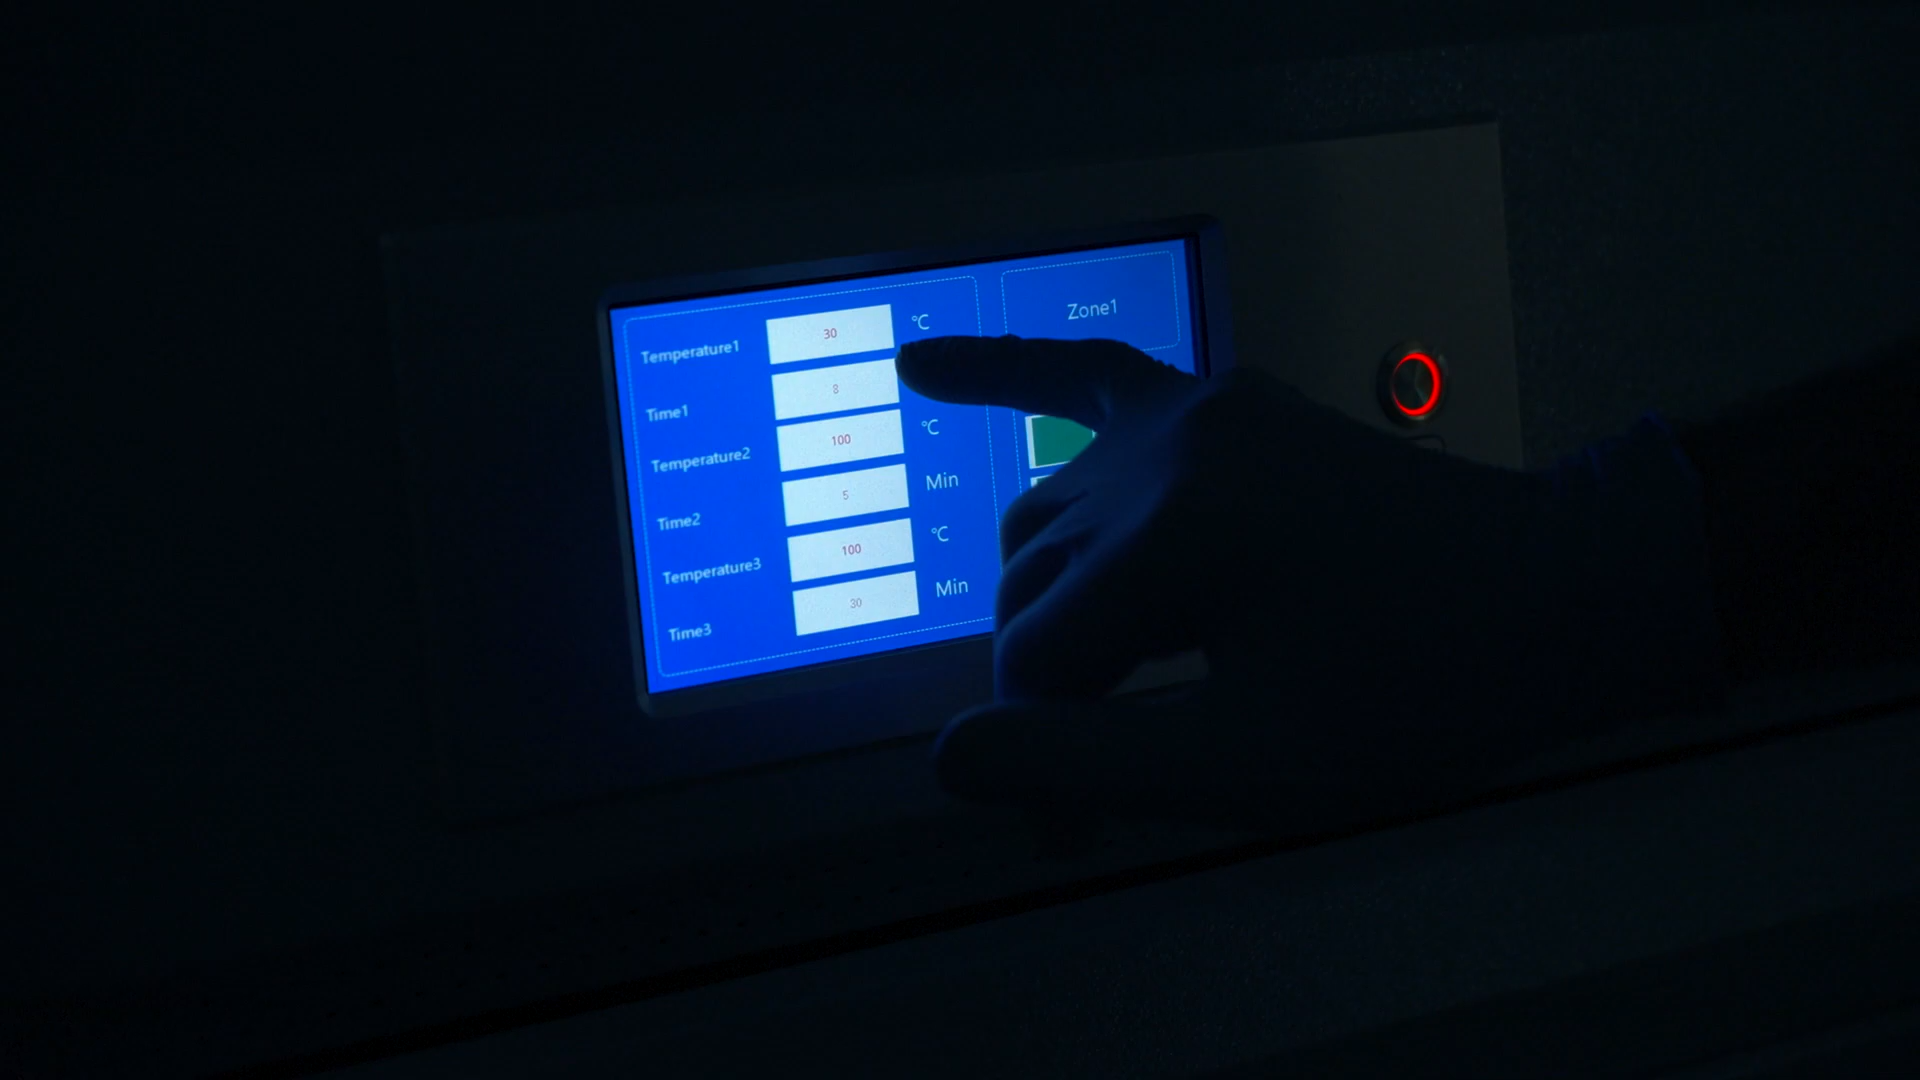 Temperature1 30 °C
Time1 8
Temperature2 100 °C
Time2 5 Min
Temperature3 100 °C
Time3 30 Min
Zone1